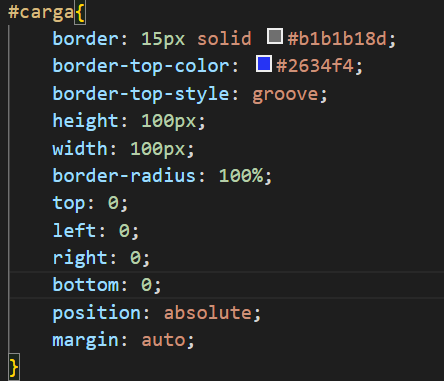 #carga{
border: 15px solid #b1b1b18d;
border-top-color: #2634f4;
border-top-style: groove;
height: 100px;
width: 100px;
border-radius: 100%;
top: 0;
left: 0;
right: 0;
bottom: 0;
position: absolute;
margin: auto;
}